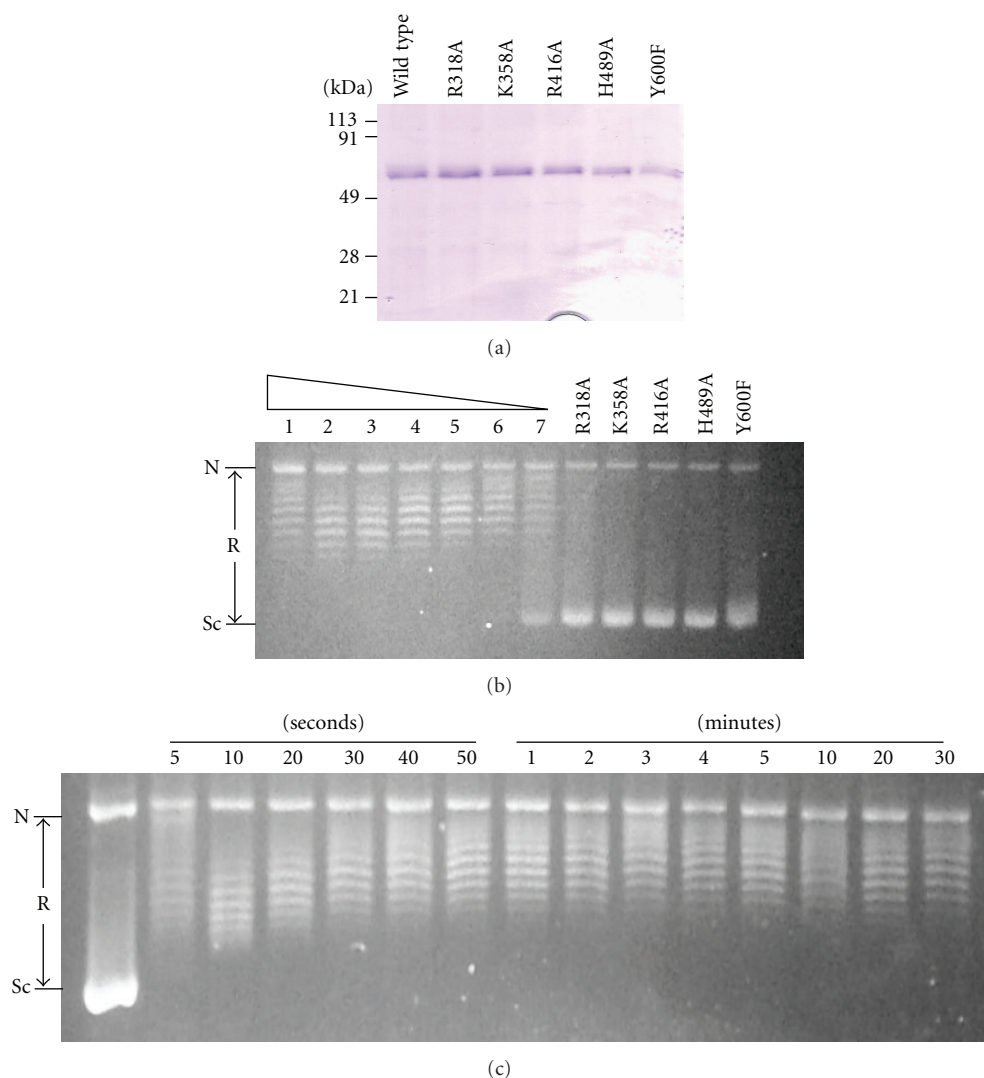 Wild type R318A K358A R416A H489A Y600F
(kDa)
113
91
49
28
21
(a)
R318A K358A R416A H489A Y600F
1 2 3 4 5 6 7
N
R
Sc
(b)
(seconds) (minutes)
5 10 20 30 40 50 1 2 3 4 5 10 20 30
N
R
Sc
(c)